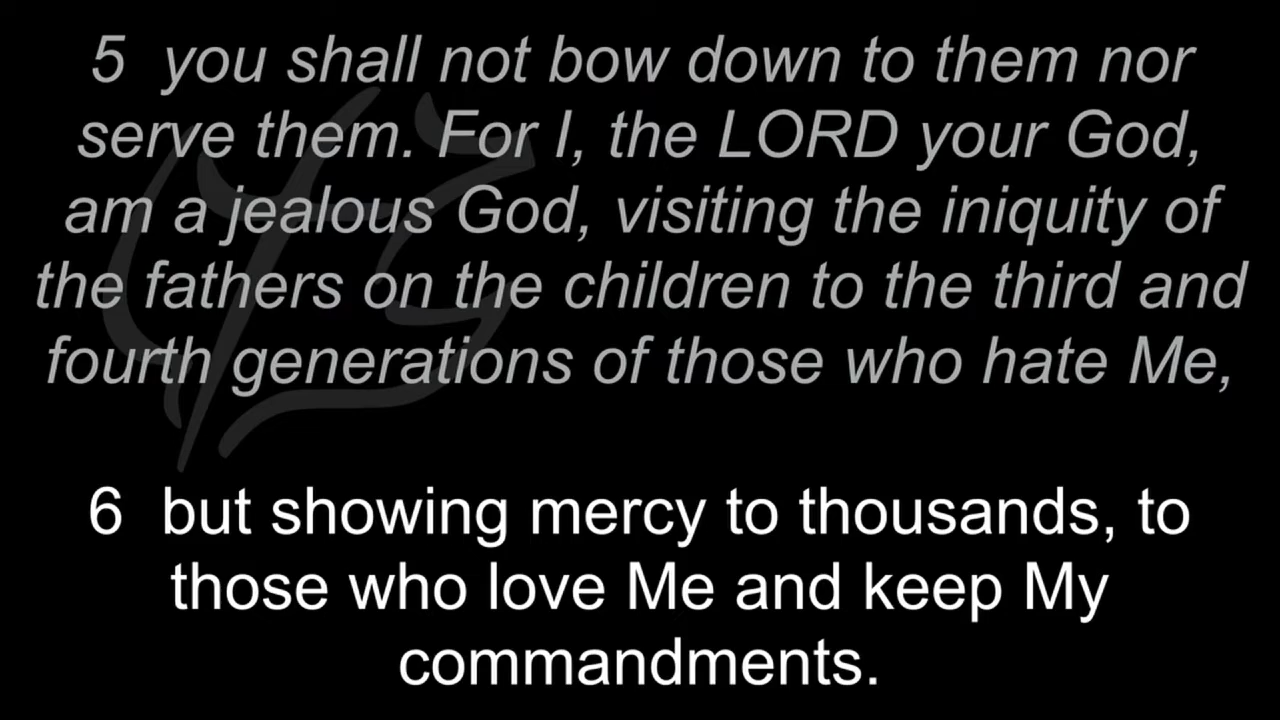 5 you shall not bow down to them nor
serve them. For I, the LORD your God,
am a jealous God, visiting the iniquity of
the fathers on the children to the third and
fourth generations of those who hate Me,
6 but showing mercy to thousands, to
those who love Me and keep My
commandments.